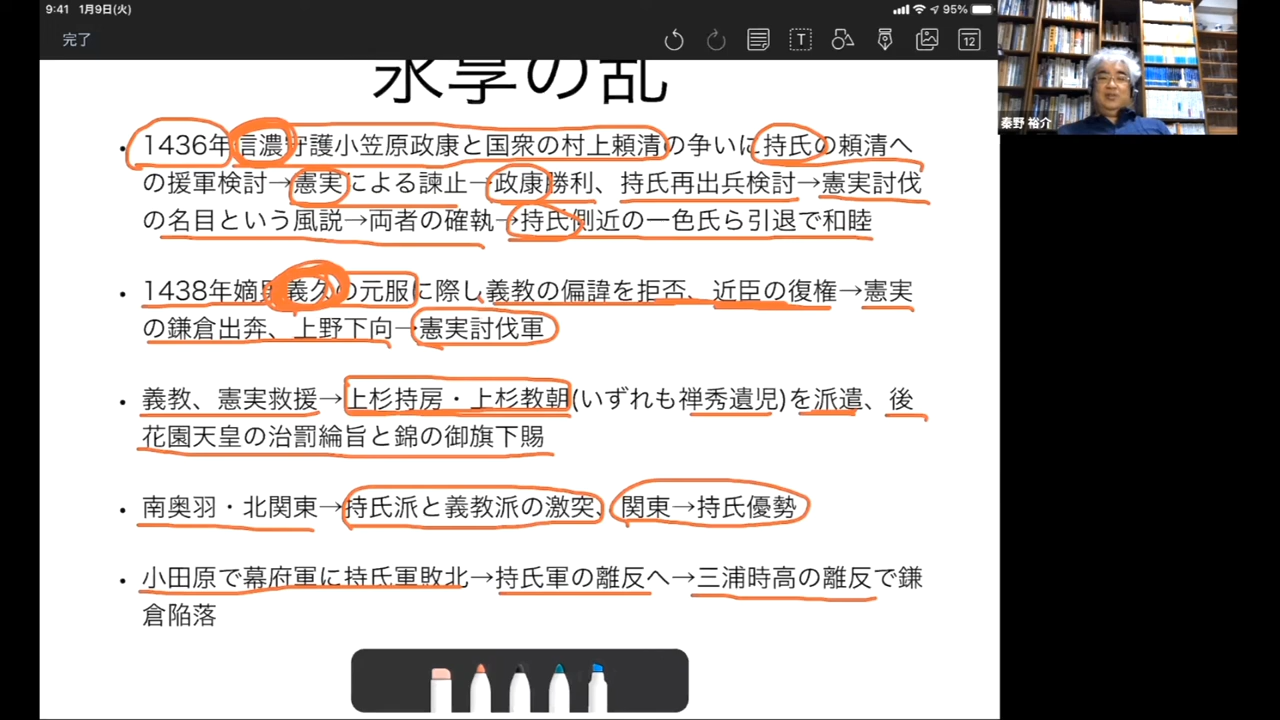 9:41 1月9日(火)
95%
完了
T
12
永享の乱
• 1436年信濃守護小笠原政康と国衆の村上頼清の争いに持氏の頼清へ
の援軍検討→憲実による諫止→政康勝利、持氏再出兵検討→憲実討伐
の名目という風説→両者の確執→持氏側近の一色氏ら引退で和睦
• 1438年嫡男義久の元服に際し義教の偏諱を拒否、近臣の復権→憲実
の鎌倉出奔、上野下向→憲実討伐軍
• 義教、憲実救援→上杉持房・上杉教朝(いずれも禅秀遺児)を派遣、後
花園天皇の治罰綸旨と錦の御旗下賜
• 南奥羽・北関東→持氏派と義教派の激突、関東→持氏優勢
• 小田原で幕府軍に持氏軍敗北→持氏軍の離反へ→三浦時高の離反で鎌
倉陥落
秦野 裕介